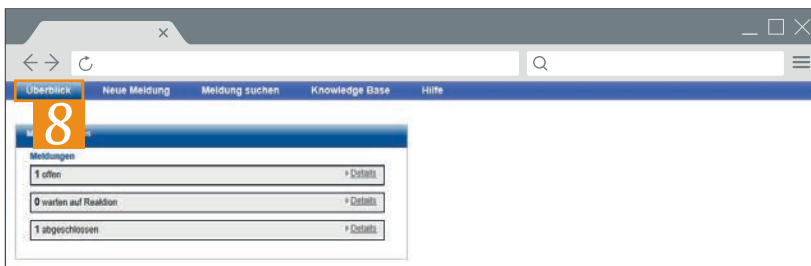 Überblick Neue Meldung Meldung suchen Knowledge Base Hilfe
8
Meldungen
1 offen Details
0 warten auf Reaktion Details
1 abgeschlossen Details